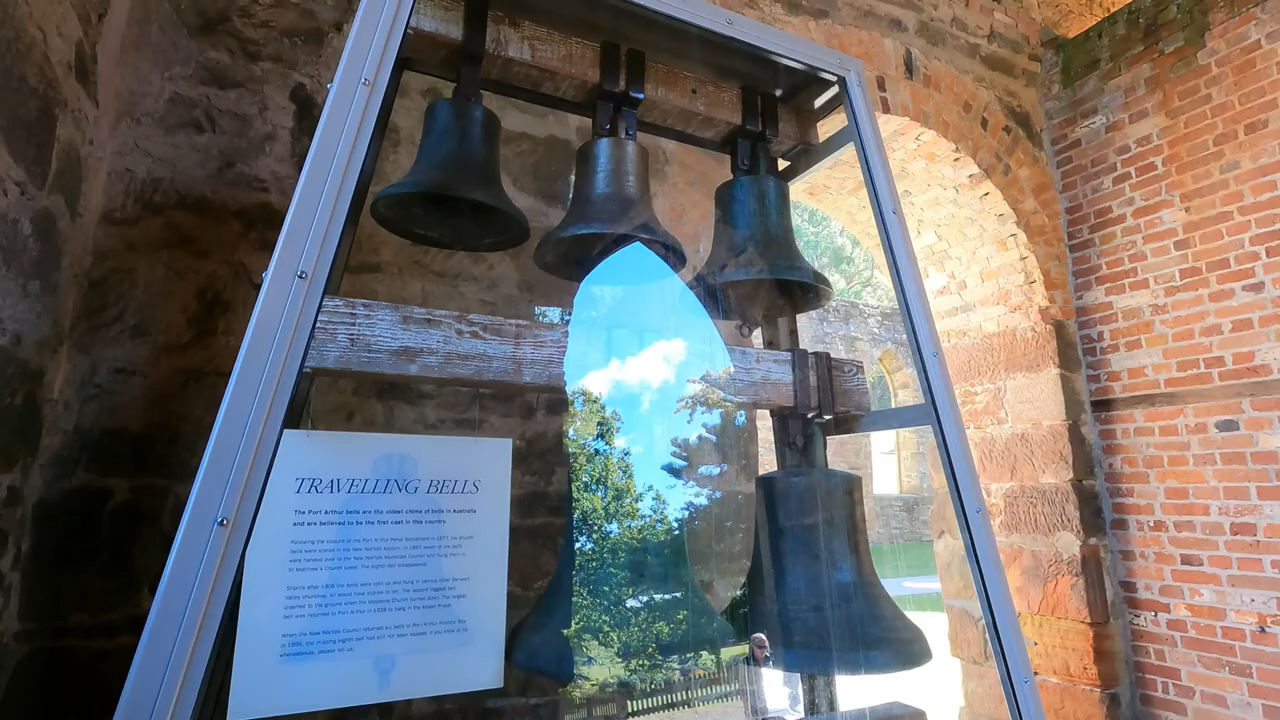 TRAVELLING BELLS
The Port Arthur bells are the oldest chime of bells in Australia
and are believed to be the first cast in this country.
Following the closure of the Port Arthur Penal Settlement in 1877 the church
bells were stored in the New Norfolk Asylum. In 1897 seven of the bells
were handed over to the New Norfolk Municipal Council who hung them in
St Matthew's Church tower. The eighth bell disappeared.
Shortly after 1908 the bells were split up and hung in various other Derwent
Valley churches. All would have stories to tell. The second biggest bell
crashed to the ground when the Macquarie Church burned down. The largest
bell was returned to Port Arthur in 1928 to hang in the Model Prison.
When the New Norfolk Council returned six bells to Port Arthur Historic Site
in 1993, the missing eighth bell had still not been located. If you know of its
whereabouts, please tell us.